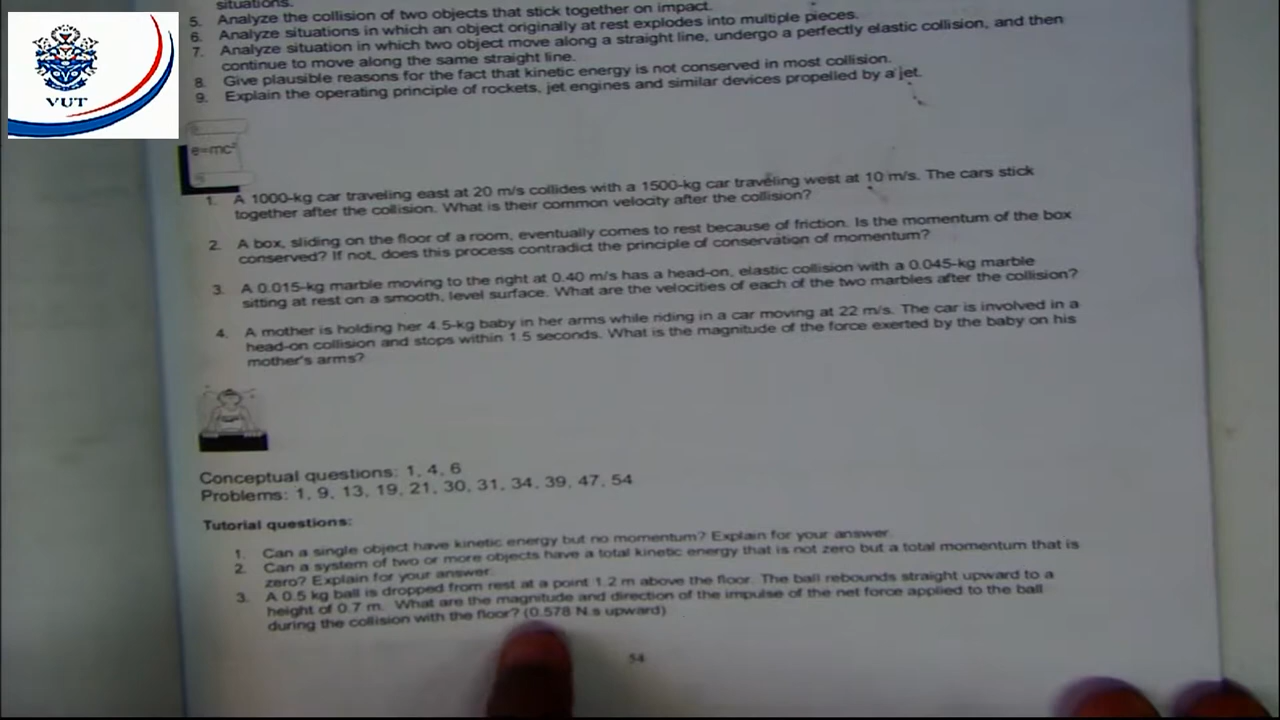 situations.
5. Analyze the collision of two objects that stick together on impact.
6. Analyze situations in which an object originally at rest explodes into multiple pieces.
7. Analyze situation in which two object move along a straight line, undergo a perfectly elastic collision, and then
continue to move along the same straight line.
8. Give plausible reasons for the fact that kinetic energy is not conserved in most collision.
9. Explain the operating principle of rockets, jet engines and similar devices propelled by a jet.
VUT
e=mc²
1. A 1000-kg car traveling east at 20 m/s collides with a 1500-kg car traveling west at 10 m/s. The cars stick
together after the collision. What is their common velocity after the collision?
2. A box, sliding on the floor of a room, eventually comes to rest because of friction. Is the momentum of the box
conserved? If not, does this process contradict the principle of conservation of momentum?
3. A 0.015-kg marble moving to the right at 0.40 m/s has a head-on, elastic collision with a 0.045-kg marble
sitting at rest on a smooth, level surface. What are the velocities of each of the two marbles after the collision?
4. A mother is holding her 4.5-kg baby in her arms while riding in a car moving at 22 m/s. The car is involved in a
head-on collision and stops within 1.5 seconds. What is the magnitude of the force exerted by the baby on his
mother's arms?
Conceptual questions: 1, 4, 6
Problems: 1, 9, 13, 19, 21, 30, 31, 34, 39, 47, 54
Tutorial questions:
1. Can a single object have kinetic energy but no momentum? Explain for your answer.
2. Can a system of two or more objects have a total kinetic energy that is not zero but a total momentum that is
zero? Explain for your answer.
3. A 0.5 kg ball is dropped from rest at a point 1.2 m above the floor. The ball rebounds straight upward to a
height of 0.7 m. What are the magnitude and direction of the impulse of the net force applied to the ball
during the collision with the floor? (0.578 N.s upward)
54